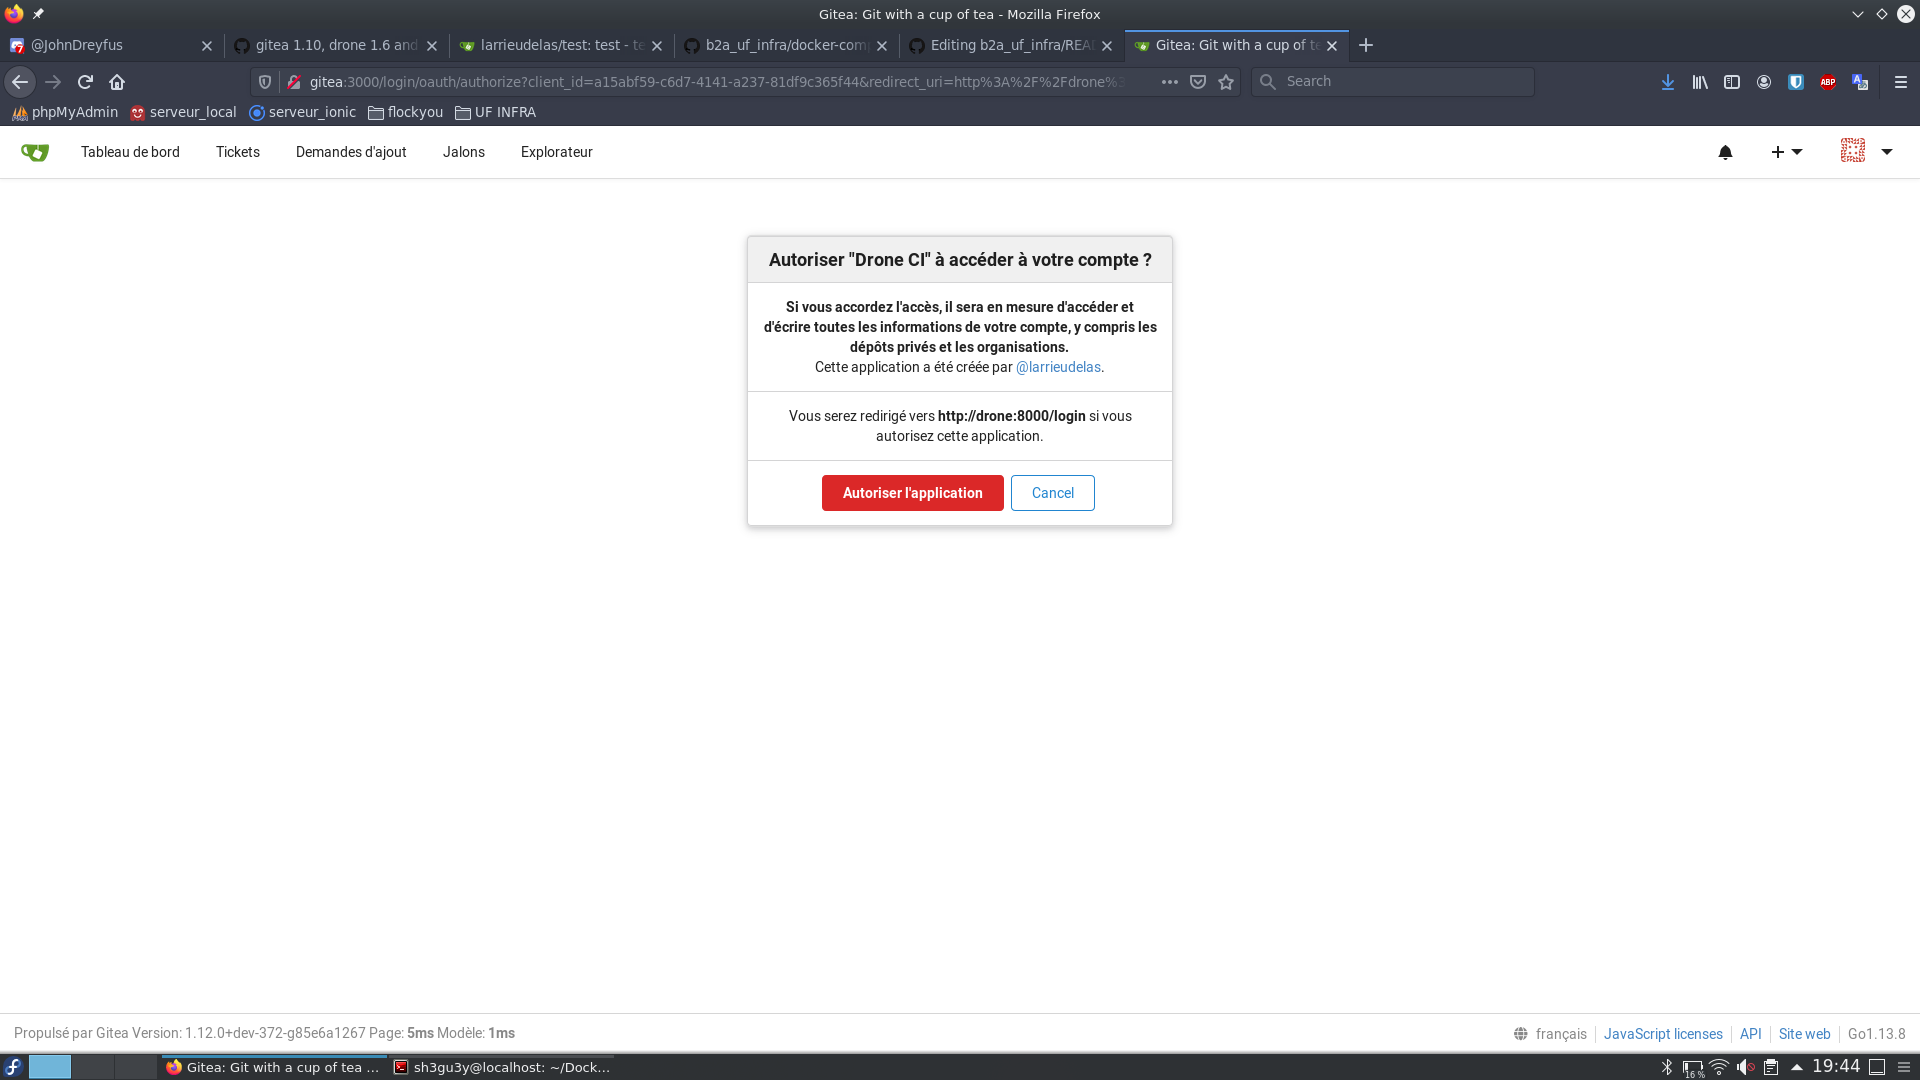 Gitea: Git with a cup of tea - Mozilla Firefox
@JohnDreyfus
gitea 1.10, drone 1.6 and
larrieudelas/test: test - te
b2a_uf_infra/docker-com
Editing b2a_uf_infra/REA
Gitea: Git with a cup of te
gitea:3000/login/oauth/authorize?client_id=a15abf59-c6d7-4141-a237-81df9c365f44&redirect_uri=http%3A%2F%2Fdrone%3
Search
ABP
phpMyAdmin
serveur_local
serveur_ionic
flockyou
UF INFRA
Tableau de bord
Tickets
Demandes d'ajout
Jalons
Explorateur
Autoriser "Drone CI" à accéder à votre compte ?
Si vous accordez l'accès, il sera en mesure d'accéder et
d'écrire toutes les informations de votre compte, y compris les
dépôts privés et les organisations.
Cette application a été créée par @larrieudelas.
Vous serez redirigé vers http://drone:8000/login si vous
autorisez cette application.
Autoriser l'application
Cancel
Propulsé par Gitea Version: 1.12.0+dev-372-g85e6a1267 Page: 5ms Modèle: 1ms
français
JavaScript licenses
API
Site web
Go1.13.8
Gitea: Git with a cup of tea ...
sh3gu3y@localhost: ~/Dock...
16 %
19:44